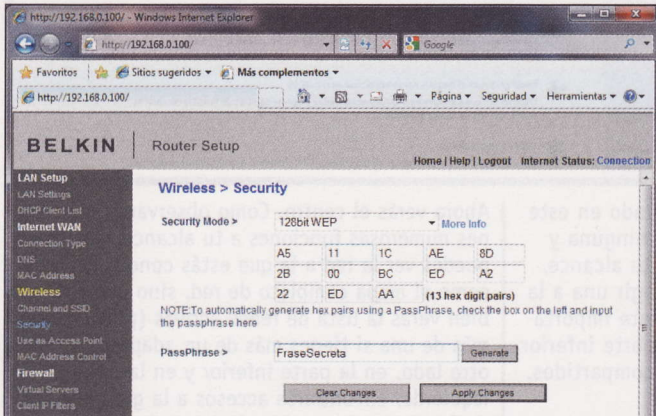 http://192.168.0.100/ - Windows Internet Explorer
http://192.168.0.100/
Google
Favoritos Sitios sugeridos Más complementos
http://192.168.0.100/
Página Seguridad Herramientas
BELKIN Router Setup
Home | Help | Logout Internet Status: Connection
LAN Setup
LAN Settings
DHCP Client List
Internet WAN
Connection Type
DNS
MAC Address
Wireless
Channel and SSID
Security
Use as Access Point
MAC Address Control
Firewall
Virtual Servers
Client IP Filters
Wireless > Security
Security Mode > 128bit WEP More Info
A5 11 1C AE 8D
2B 00 BC ED A2
22 ED AA (13 hex digit pairs)
NOTE:To automatically generate hex pairs using a PassPhrase, check the box on the left and input
the passphrase here
PassPhrase > FraseSecreta Generate
Clear Changes Apply Changes